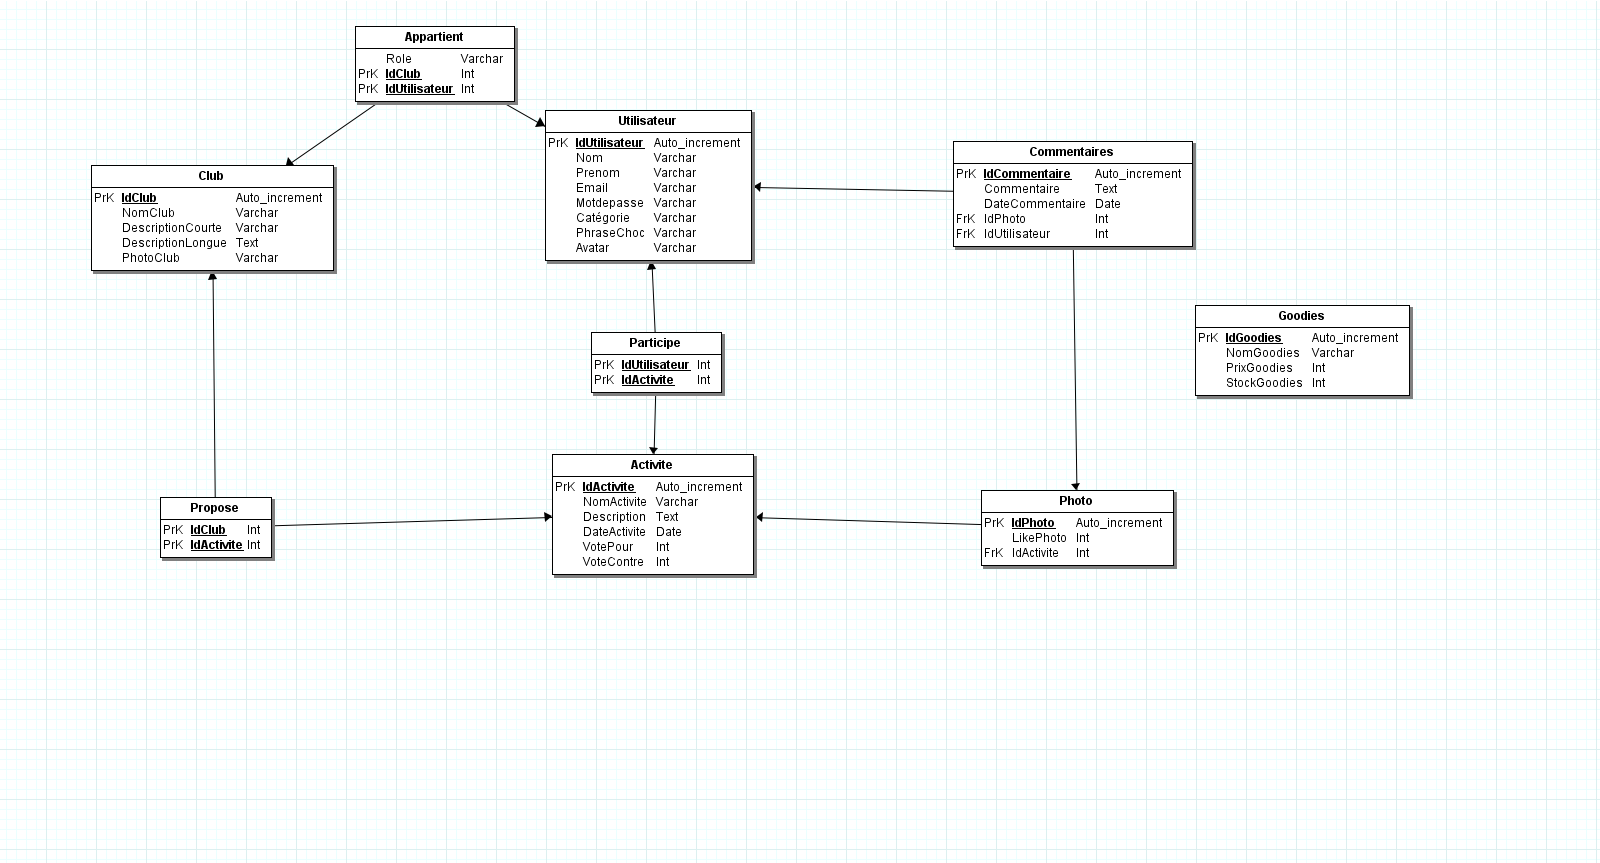 Appartient
Role Varchar
PrK IdClub Int
PrK IdUtilisateur Int
Utilisateur
PrK IdUtilisateur Auto_increment
Nom Varchar
Prenom Varchar
Email Varchar
Motdepasse Varchar
Catégorie Varchar
PhraseChoc Varchar
Avatar Varchar
Commentaires
PrK IdCommentaire Auto_increment
Commentaire Text
DateCommentaire Date
FrK IdPhoto Int
FrK IdUtilisateur Int
Club
PrK IdClub Auto_increment
NomClub Varchar
DescriptionCourte Varchar
DescriptionLongue Text
PhotoClub Varchar
Goodies
PrK IdGoodies Auto_increment
NomGoodies Varchar
PrixGoodies Int
StockGoodies Int
Participe
PrK IdUtilisateur Int
PrK IdActivite Int
Activite
PrK IdActivite Auto_increment
NomActivite Varchar
Description Text
DateActivite Date
VotePour Int
VoteContre Int
Propose
PrK IdClub Int
PrK IdActivite Int
Photo
PrK IdPhoto Auto_increment
LikePhoto Int
FrK IdActivite Int